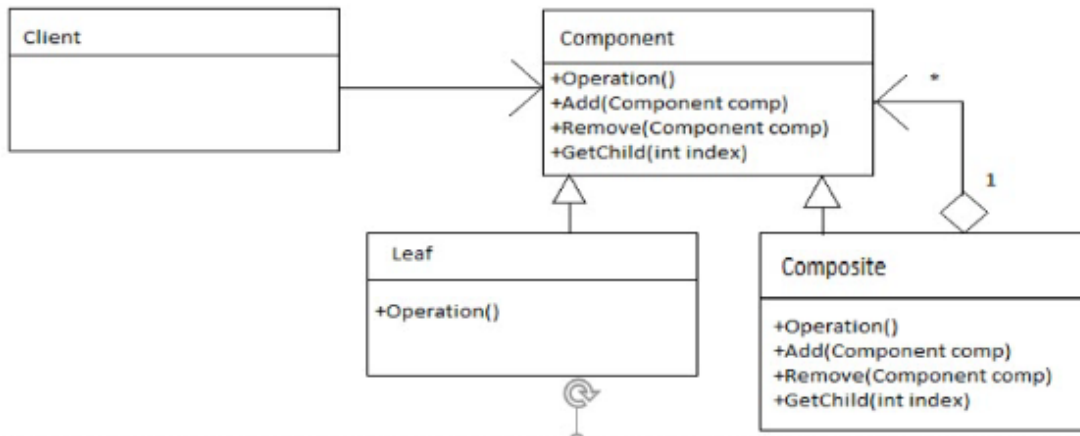 Client
Component
+Operation()
+Add(Component comp)
+Remove(Component comp)
+GetChild(int index)
*
1
Leaf
+Operation()
Composite
+Operation()
+Add(Component comp)
+Remove(Component comp)
+GetChild(int index)